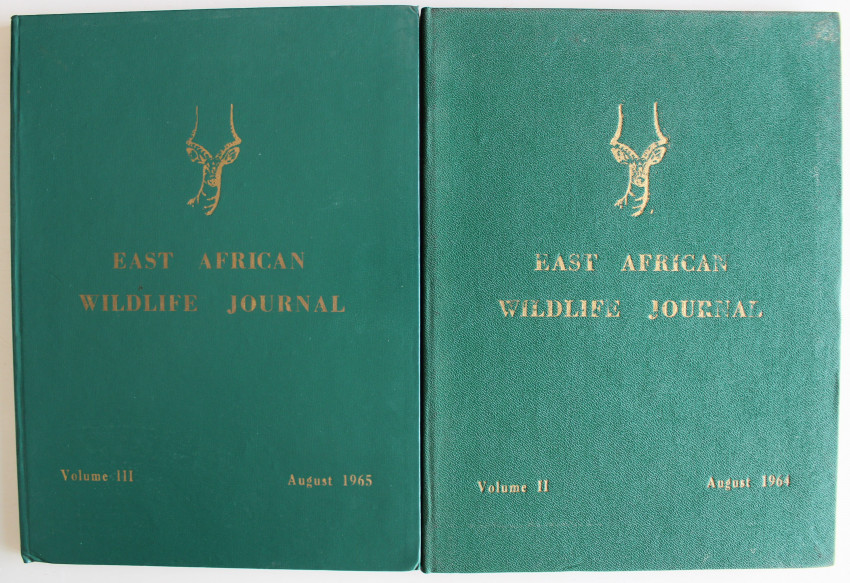 EAST AFRICAN
WILDLIFE JOURNAL
Volume III August 1965
EAST AFRICAN
WILDLIFE JOURNAL
Volume II August 1964